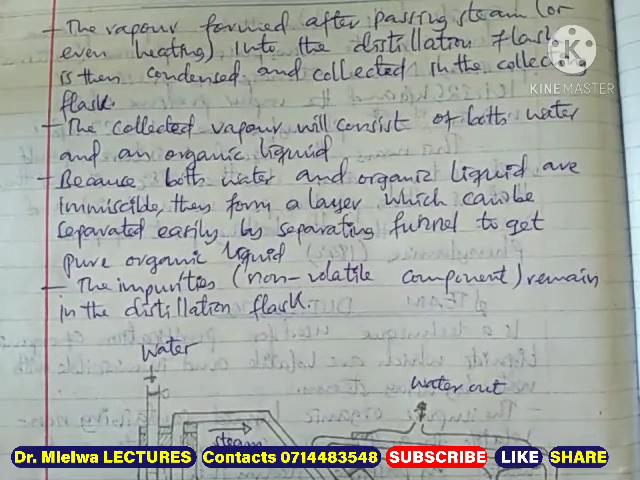 - The vapour formed after passing steam (or
even heating) into the distillation flask
is then condensed and collected in the collecting
flask.
- The collected vapour will consist of both water
and an organic liquid
- Because both water and organic liquid are
immiscible, they form a layer which can be
separated easily by separating funnel to get
pure organic liquid
- The impurities (non-volatile component) remain
in the distillation flask.
Water
Water out
steam
KINEMASTER
Dr. Mlelwa LECTURES Contacts 0714483548 SUBSCRIBE LIKE SHARE